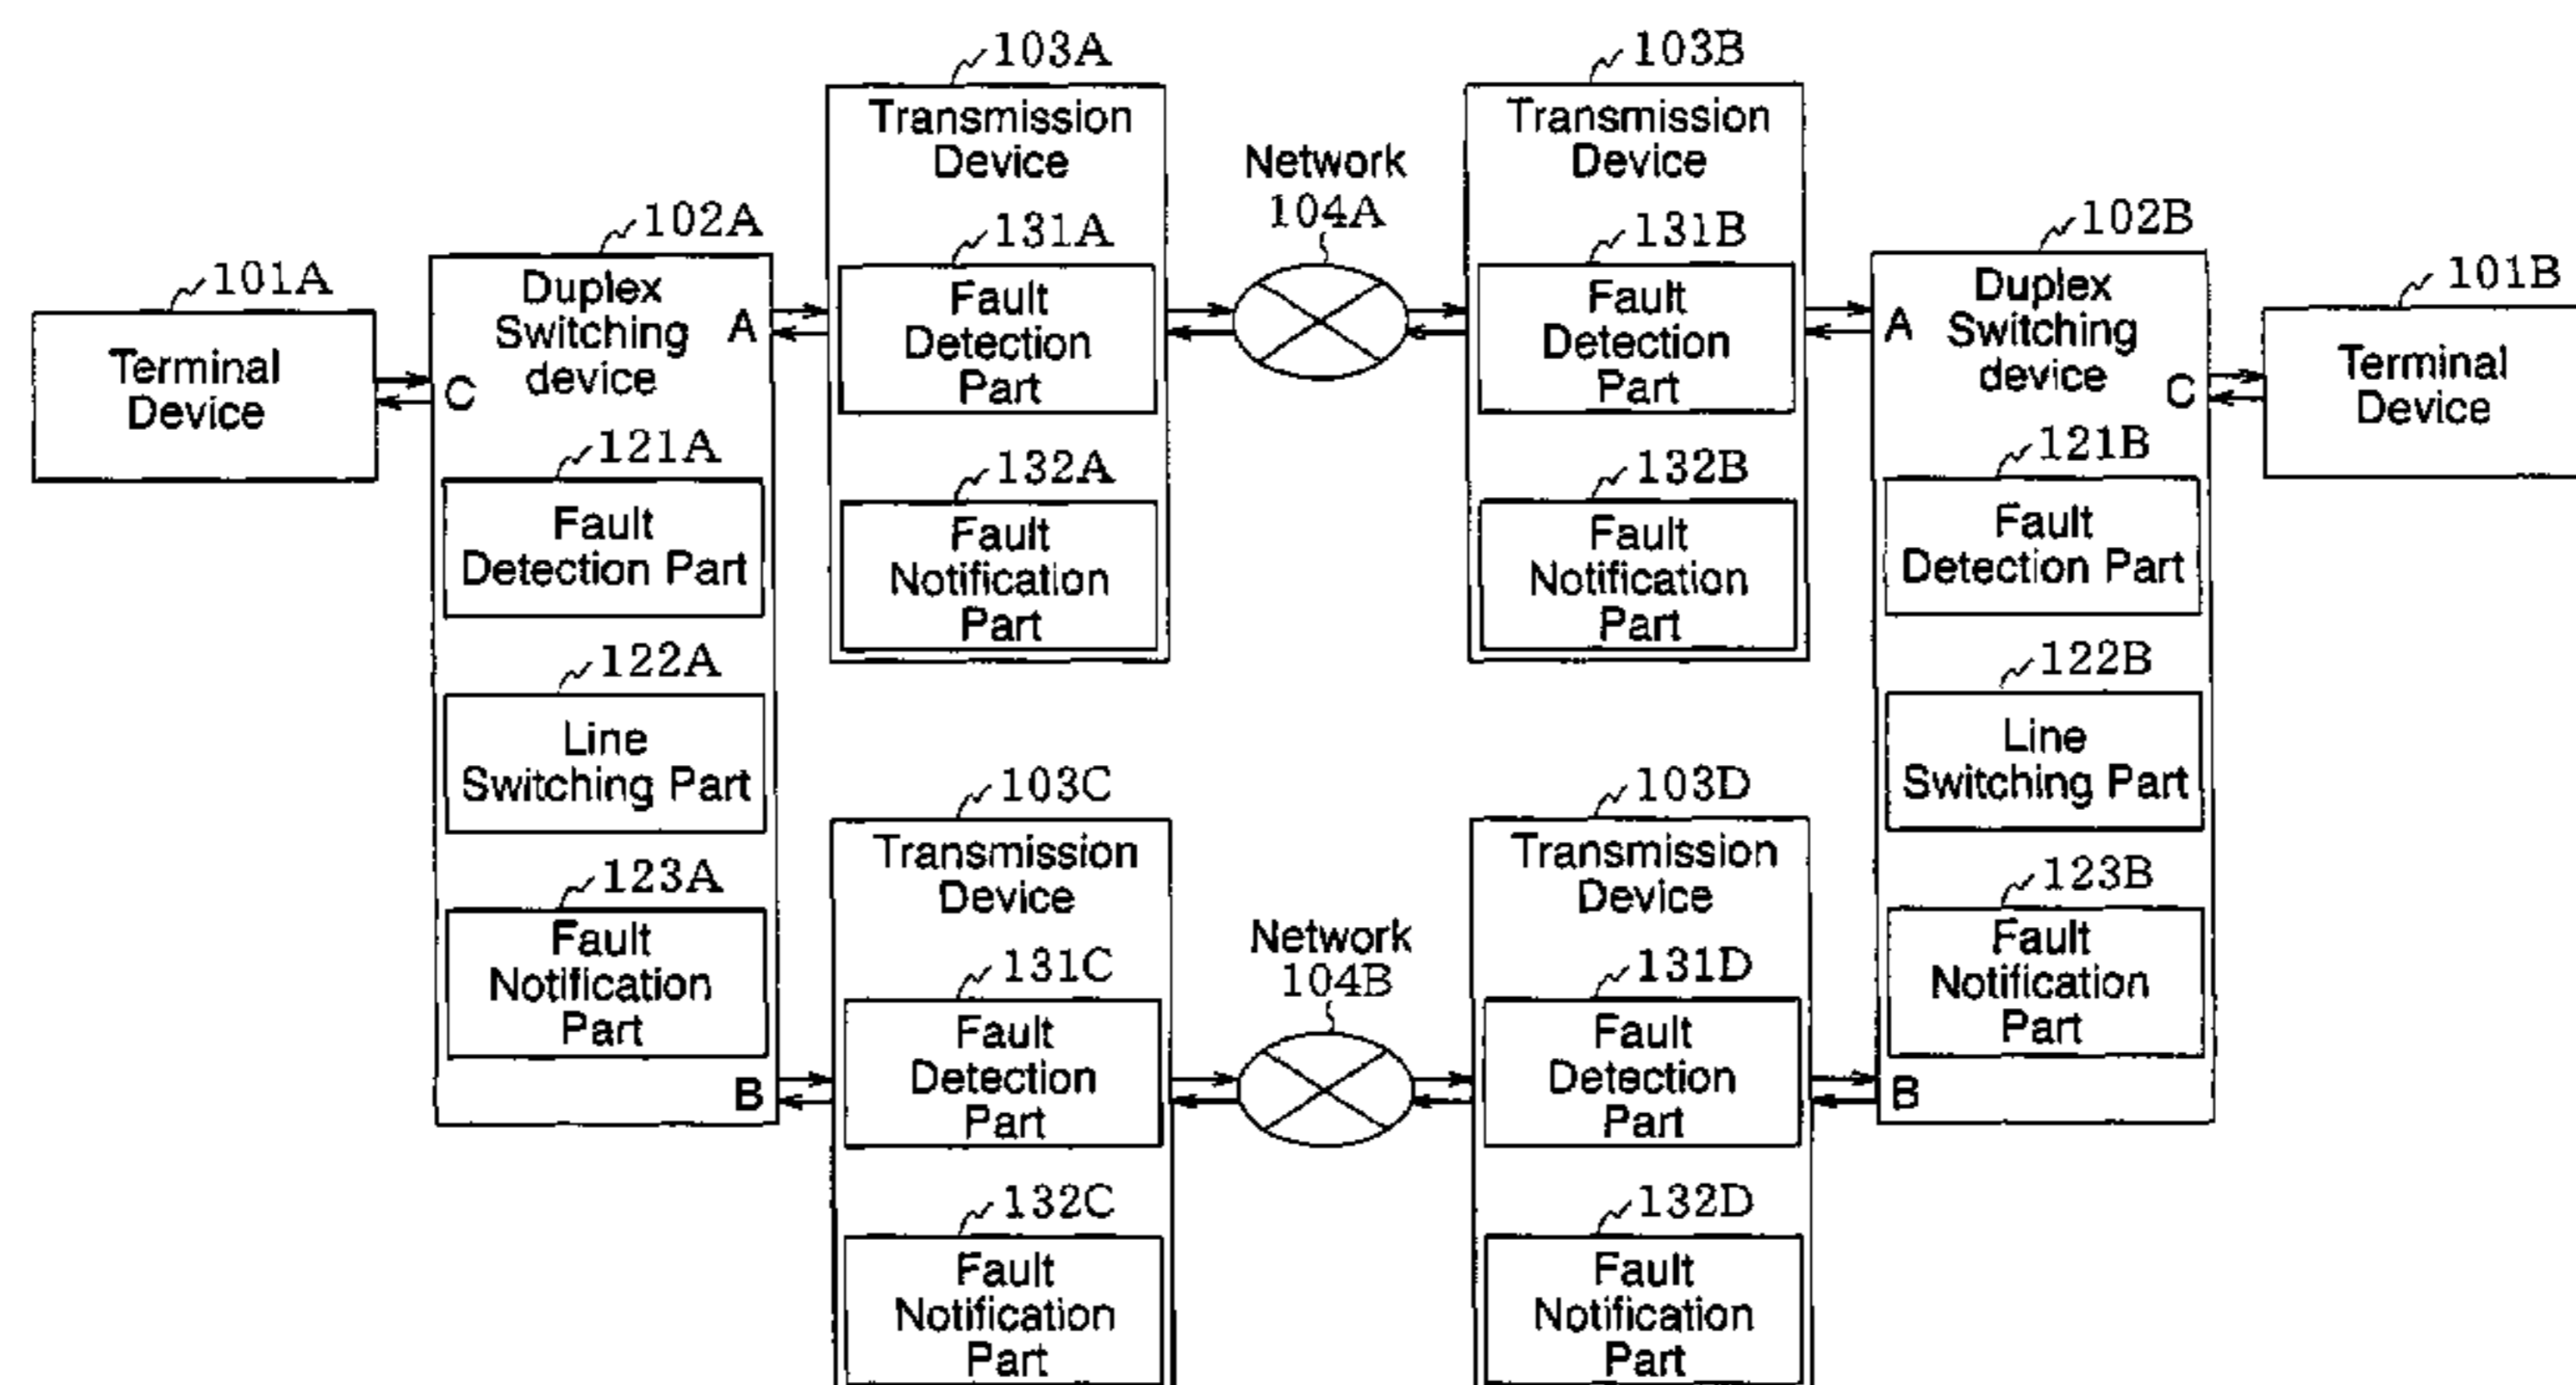 103A
Transmission
Device
131A
Fault
Detection
Part
132A
Fault
Notification
Part
Network
104A
103B
Transmission
Device
131B
Fault
Detection
Part
132B
Fault
Notification
Part
101A
Terminal
Device
102A
Duplex
Switching
device
A
C
121A
Fault
Detection Part
122A
Line
Switching Part
123A
Fault
Notification
Part
B
102B
Duplex
Switching
device
A
C
121B
Fault
Detection Part
122B
Line
Switching Part
123B
Fault
Notification
Part
B
101B
Terminal
Device
103C
Transmission
Device
131C
Fault
Detection
Part
132C
Fault
Notification
Part
Network
104B
103D
Transmission
Device
131D
Fault
Detection
Part
132D
Fault
Notification
Part